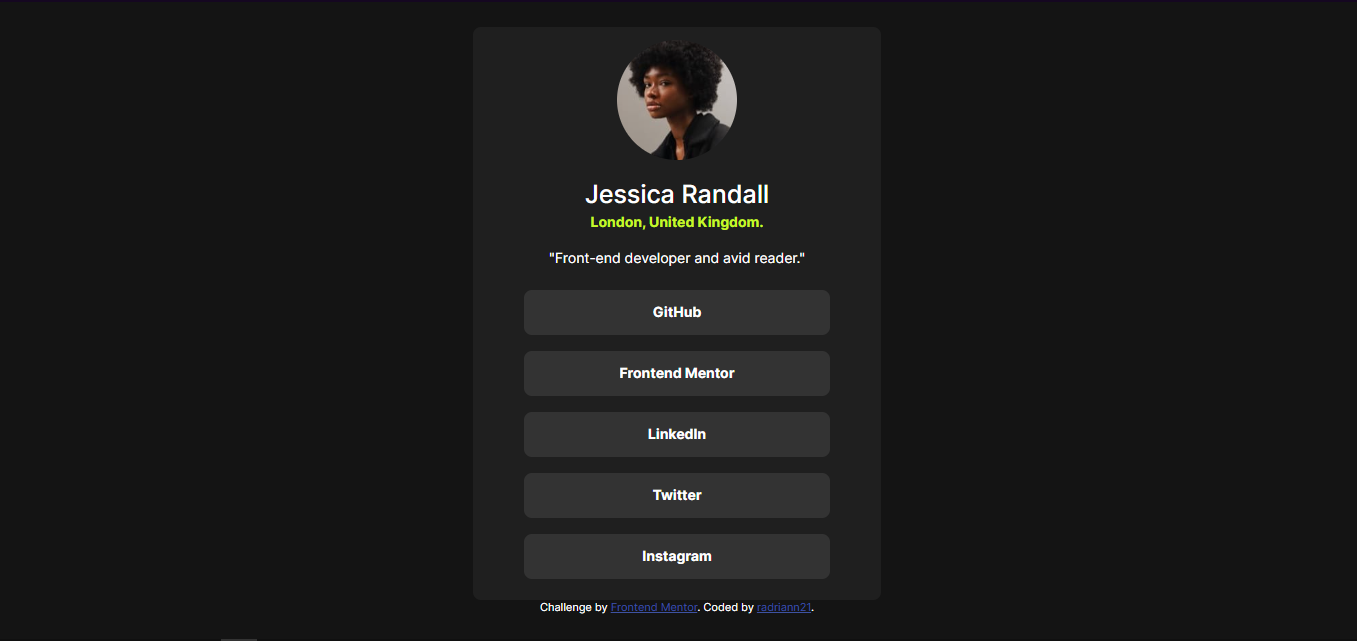 Jessica Randall
London, United Kingdom.
"Front-end developer and avid reader."
GitHub
Frontend Mentor
LinkedIn
Twitter
Instagram
Challenge by Frontend Mentor. Coded by radriann21.